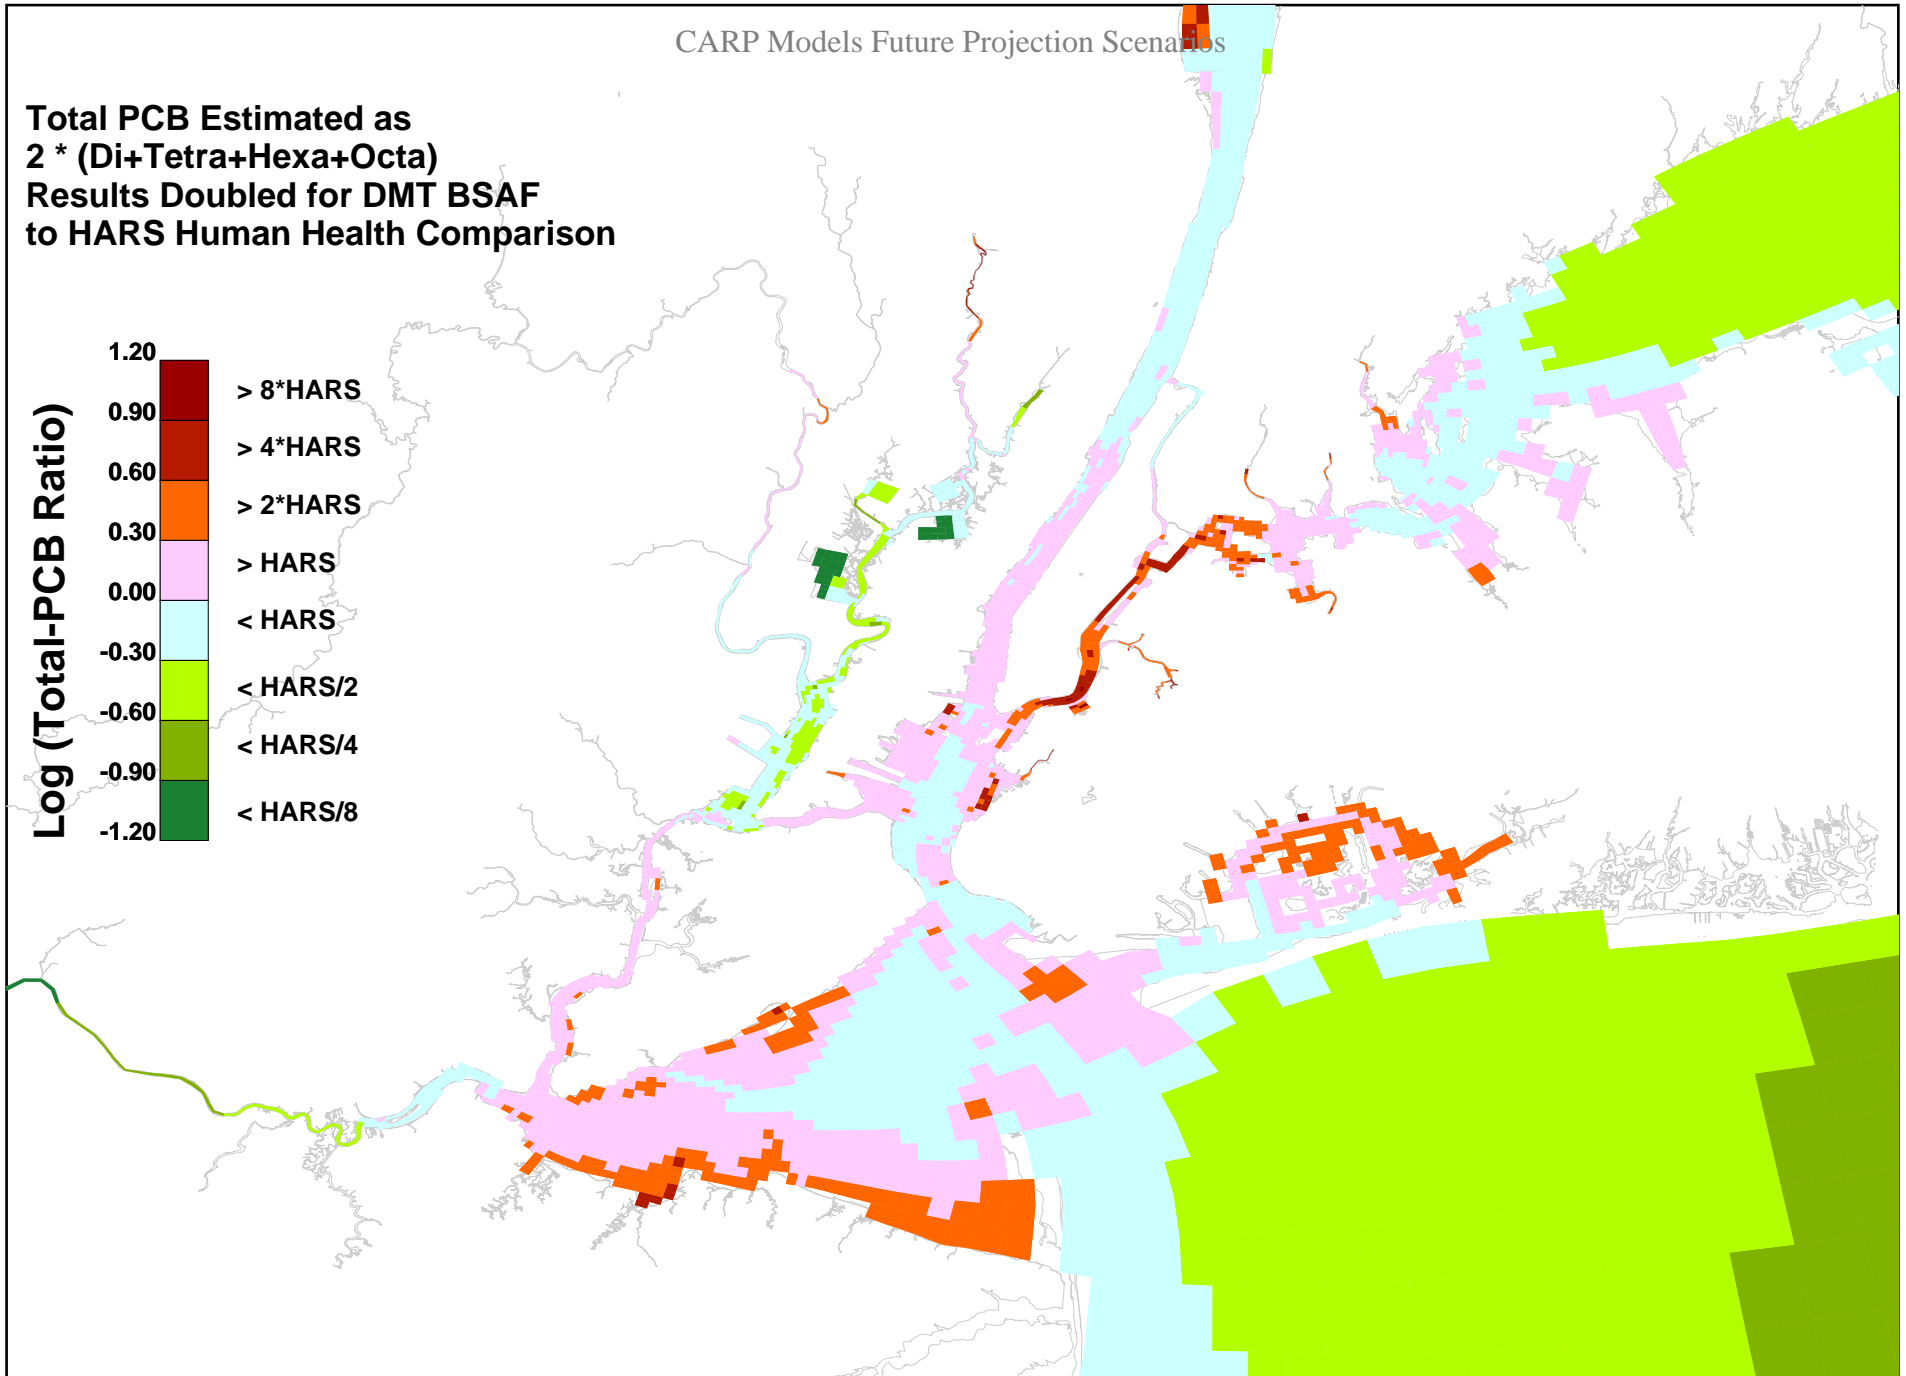 CARP Models Future Projection Scenarios
Total PCB Estimated as
2 * (Di+Tetra+Hexa+Octa)
Results Doubled for DMT BSAF
to HARS Human Health Comparison
Log (Total-PCB Ratio)
1.20
> 8*HARS
0.90
> 4*HARS
0.60
> 2*HARS
0.30
> HARS
0.00
< HARS
-0.30
< HARS/2
-0.60
< HARS/4
-0.90
< HARS/8
-1.20